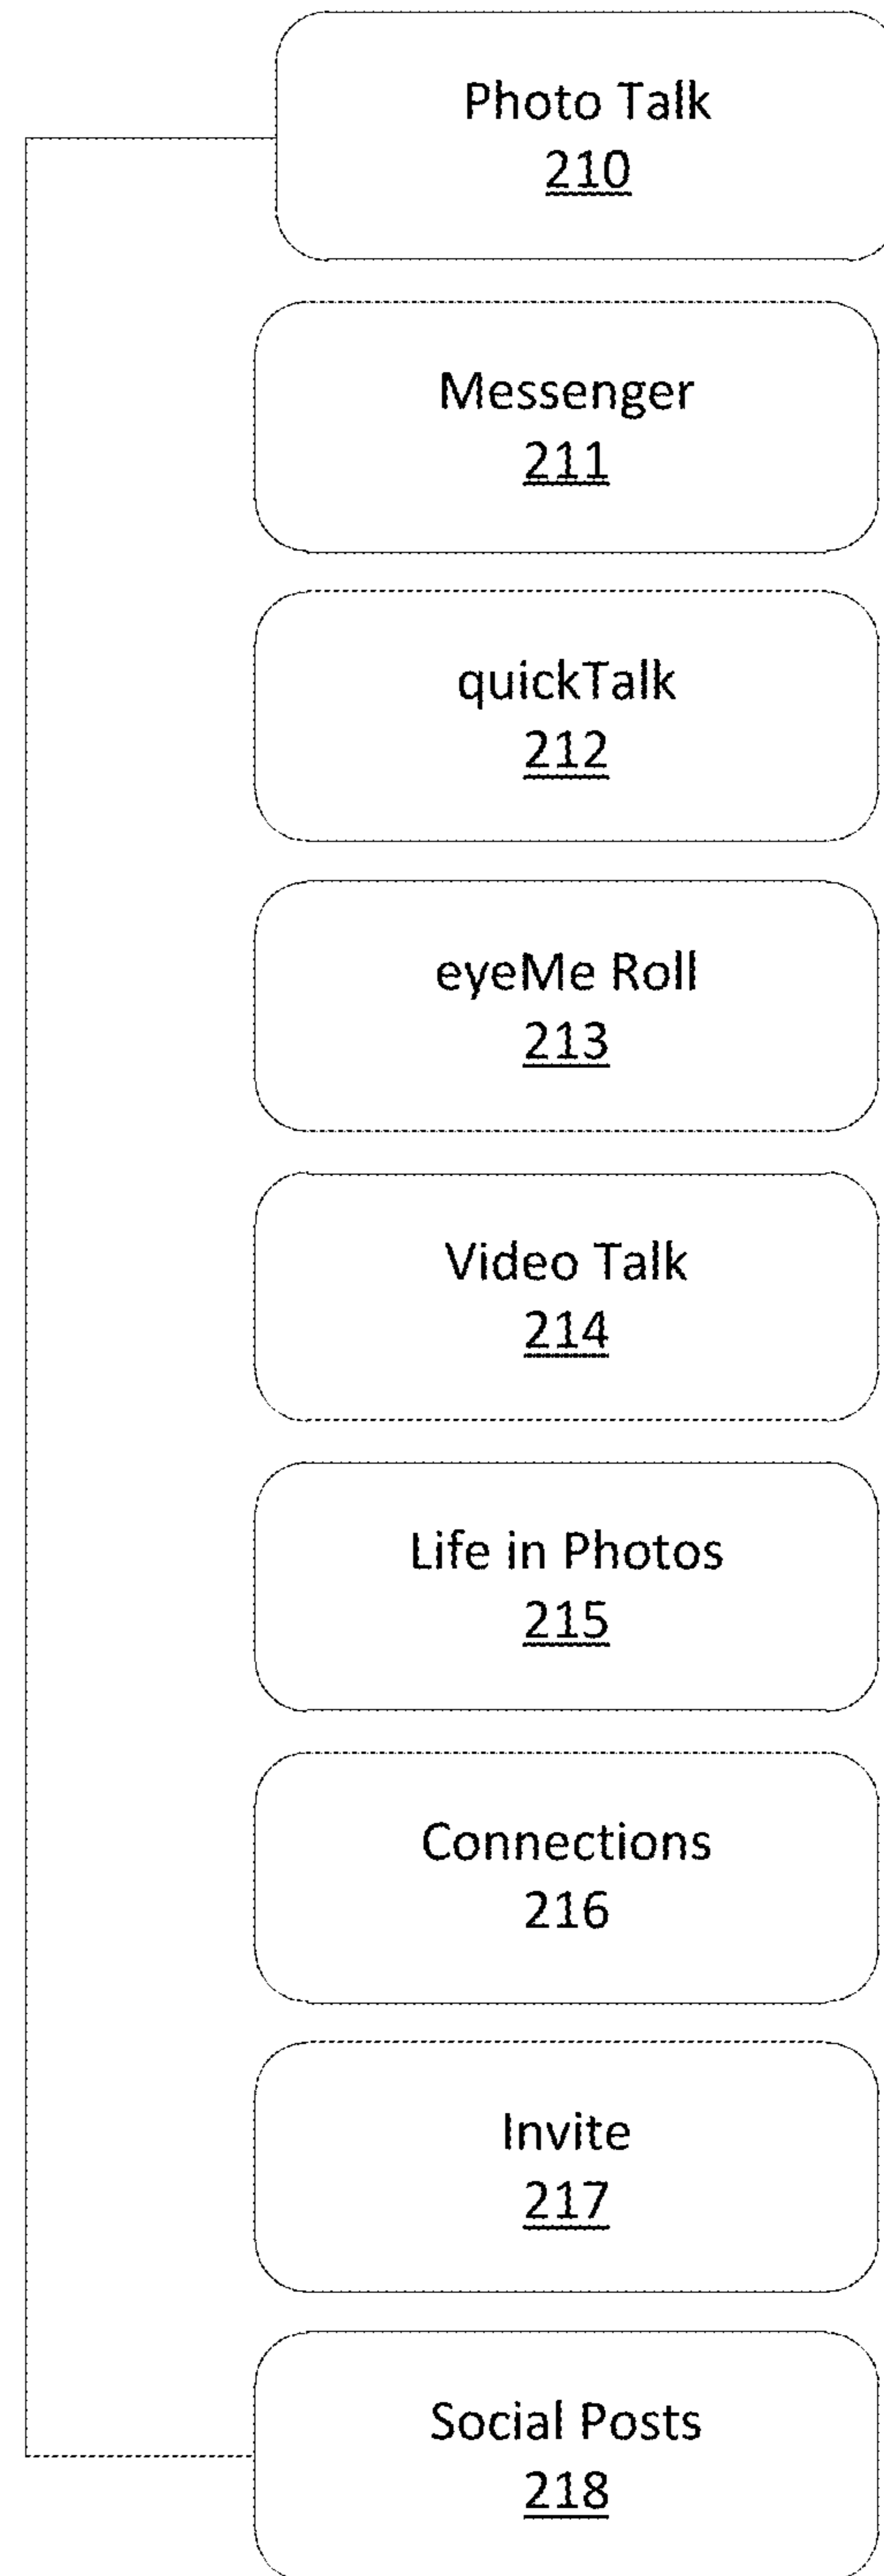 Photo Talk
210
Messenger
211
quickTalk
212
eyeMe Roll
213
Video Talk
214
Life in Photos
215
Connections
216
Invite
217
Social Posts
218